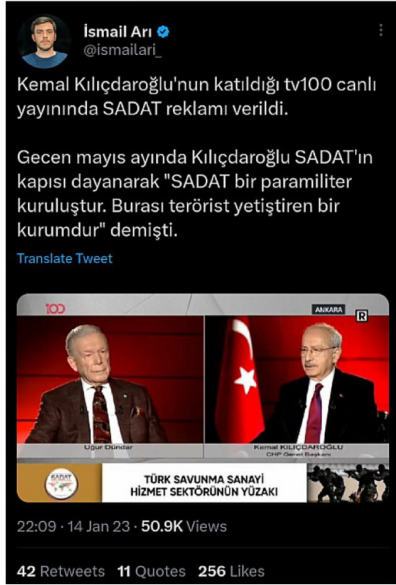 İsmail Arı
@ismailari_
Kemal Kılıçdaroğlu'nun katıldığı tv100 canlı
yayınında SADAT reklamı verildi.
Gecen mayıs ayında Kılıçdaroğlu SADAT'ın
kapısı dayanarak "SADAT bir paramiliter
kuruluştur. Burası terörist yetiştiren bir
kurumdur" demişti.
Translate Tweet
100
ANKARA
R
Uğur Dündar
Kemal KILIÇDAROĞLU
CHP Genel Başkanı
SADAT
TÜRK SAVUNMA SANAYİ
HİZMET SEKTÖRÜNÜN YÜZAKI
22:09 · 14 Jan 23 · 50.9K Views
42 Retweets 11 Quotes 256 Likes